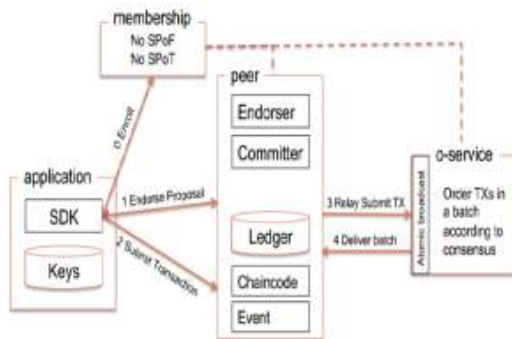 membership
No SPoF
No SPoT
peer
Endorser
Committer
0 Enroll
application
SDK
Keys
1 Endorse Proposal
2 Submit Transaction
Ledger
Chaincode
Event
3 Relay Submit TX
4 Deliver batch
o-service
Atomic broadcast
Order TXs in
a batch
according to
consensus